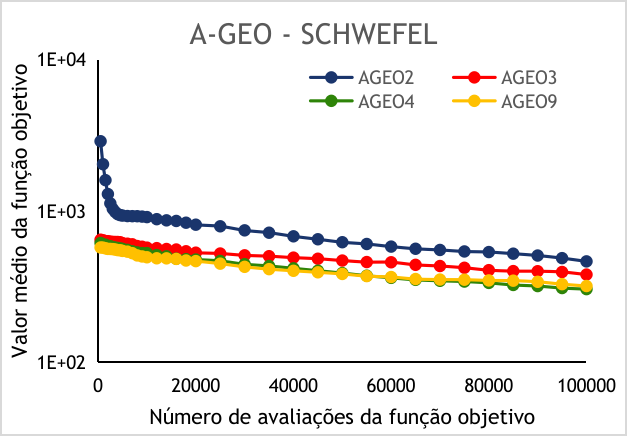 A-GEO - SCHWEFEL
AGEO2 AGEO3
AGEO4 AGEO9
Valor médio da função objetivo
1E+04
1E+03
1E+02
0 20000 40000 60000 80000 100000
Número de avaliações da função objetivo